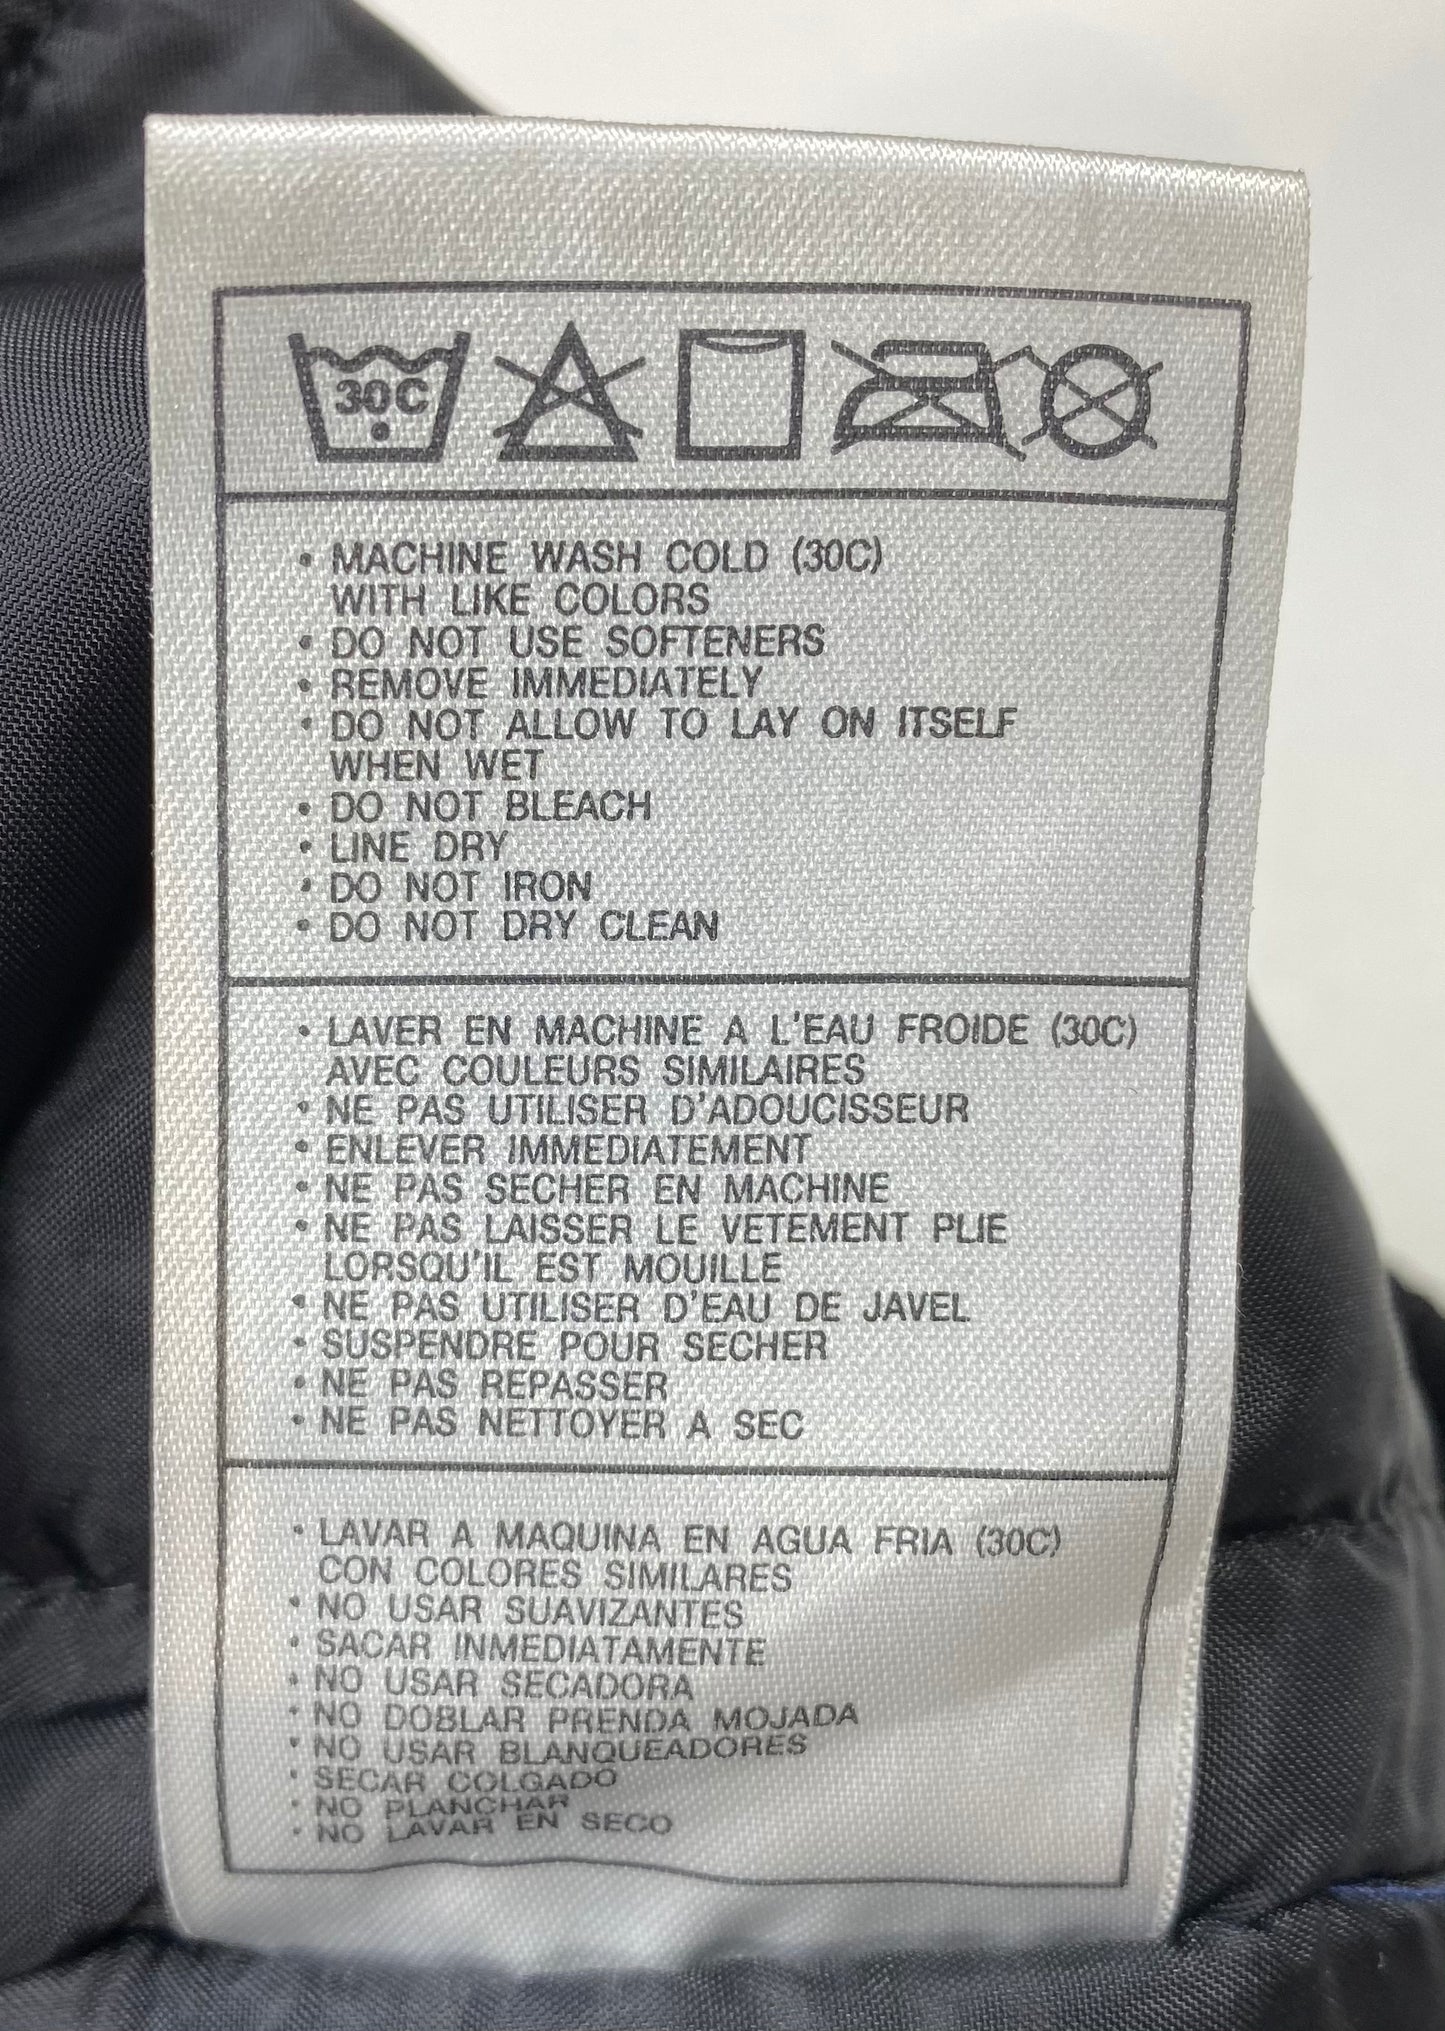 30C
• MACHINE WASH COLD (30C)
WITH LIKE COLORS
• DO NOT USE SOFTENERS
• REMOVE IMMEDIATELY
• DO NOT ALLOW TO LAY ON ITSELF
WHEN WET
• DO NOT BLEACH
• LINE DRY
• DO NOT IRON
• DO NOT DRY CLEAN
• LAVER EN MACHINE A L'EAU FROIDE (30C)
AVEC COULEURS SIMILAIRES
• NE PAS UTILISER D'ADOUCISSEUR
• ENLEVER IMMEDIATEMENT
• NE PAS SECHER EN MACHINE
• NE PAS LAISSER LE VETEMENT PLIE
LORSQU'IL EST MOUILLE
• NE PAS UTILISER D'EAU DE JAVEL
• SUSPENDRE POUR SECHER
• NE PAS REPASSER
• NE PAS NETTOYER A SEC
• LAVAR A MAQUINA EN AGUA FRIA (30C)
CON COLORES SIMILARES
• NO USAR SUAVIZANTES
• SACAR INMEDIATAMENTE
• NO USAR SECADORA
• NO DOBLAR PRENDA MOJADA
• NO USAR BLANQUEADORES
• SECAR COLGADO
• NO PLANCHAR
• NO LAVAR EN SECO